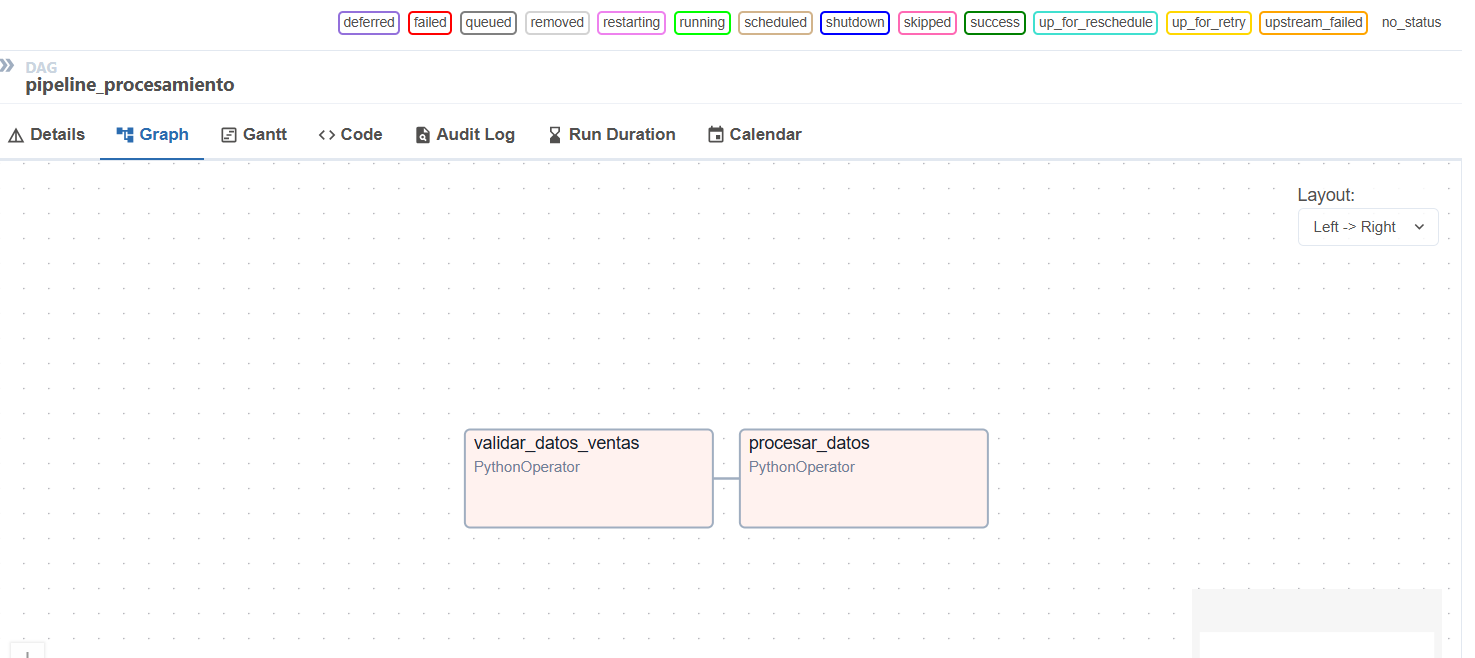 deferred failed queued removed restarting running scheduled shutdown skipped success up_for_reschedule up_for_retry upstream_failed no_status
DAG
pipeline_procesamiento
Details Graph Gantt Code Audit Log Run Duration Calendar
Layout:
Left -> Right
validar_datos_ventas procesar_datos
PythonOperator PythonOperator